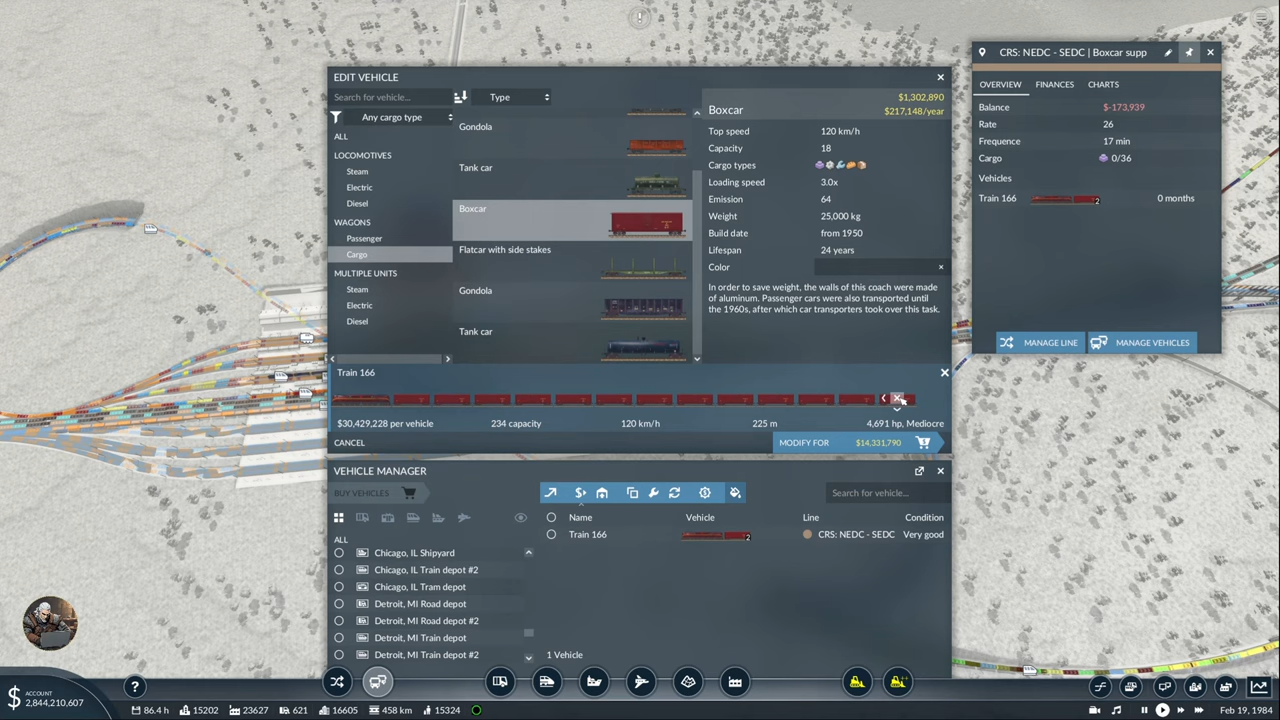 EDIT VEHICLE
Search for vehicle...
Type
Any cargo type
ALL
LOCOMOTIVES
Steam
Electric
Diesel
WAGONS
Passenger
Cargo
MULTIPLE UNITS
Steam
Electric
Diesel
Gondola
Tank car
Boxcar
Flatcar with side stakes
Gondola
Tank car
$1,302,890
Boxcar
$217,148/year
Top speed 120 km/h
Capacity 18
Cargo types
Loading speed 3.0x
Emission 64
Weight 25,000 kg
Build date from 1950
Lifespan 24 years
Color
In order to save weight, the walls of this coach were made
of aluminum. Passenger cars were also transported until
the 1960s, after which car transporters took over this task.
Train 166
$30,429,228 per vehicle 234 capacity 120 km/h 225 m 4,691 hp, Mediocre
CANCEL
MODIFY FOR $14,331,790
VEHICLE MANAGER
BUY VEHICLES
Search for vehicle...
ALL
Chicago, IL Shipyard
Chicago, IL Train depot #2
Chicago, IL Tram depot
Detroit, MI Road depot
Detroit, MI Road depot #2
Detroit, MI Train depot
Detroit, MI Train depot #2
Name Vehicle Line Condition
Train 166 2 CRS: NEDC - SEDC Very good
1 Vehicle
CRS: NEDC - SEDC | Boxcar supp
OVERVIEW FINANCES CHARTS
Balance $-173,939
Rate 26
Frequence 17 min
Cargo 0/36
Vehicles
Train 166 2 0 months
MANAGE LINE
MANAGE VEHICLES
$ ACCOUNT
2,844,210,607
?
86.4 h 15202 23627 621 16605 458 km 15324
Feb 19, 1984